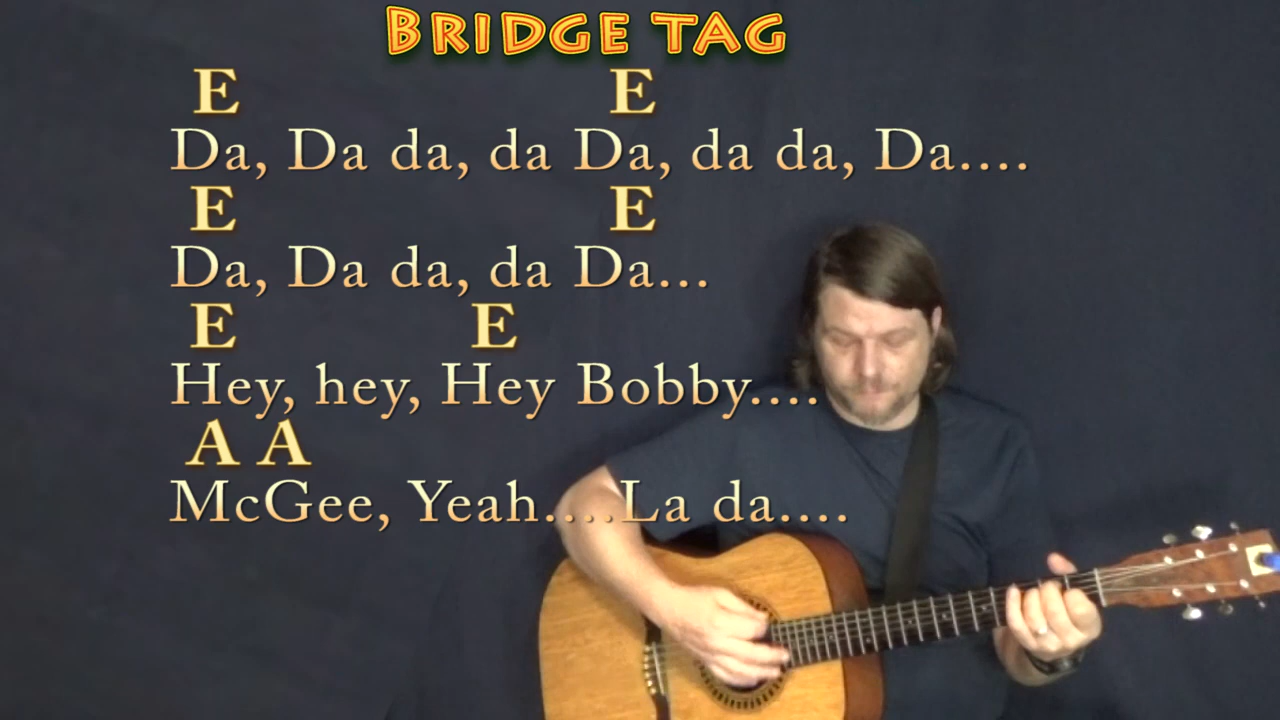 BRIDGE TAG
E E
Da, Da da, da Da, da da, Da....
E E
Da, Da da, da Da...
E E
Hey, hey, Hey Bobby....
A A
McGee, Yeah....La da....